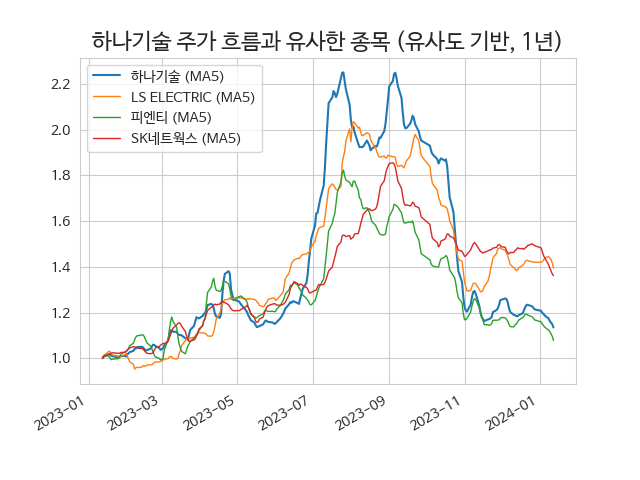 하나기술 주가 흐름과 유사한 종목 (유사도 기반, 1년)
하나기술 (MA5)
LS ELECTRIC (MA5)
피엔티 (MA5)
SK네트웍스 (MA5)
2.2
2.0
1.8
1.6
1.4
1.2
1.0
2023-01
2023-03
2023-05
2023-07
2023-09
2023-11
2024-01